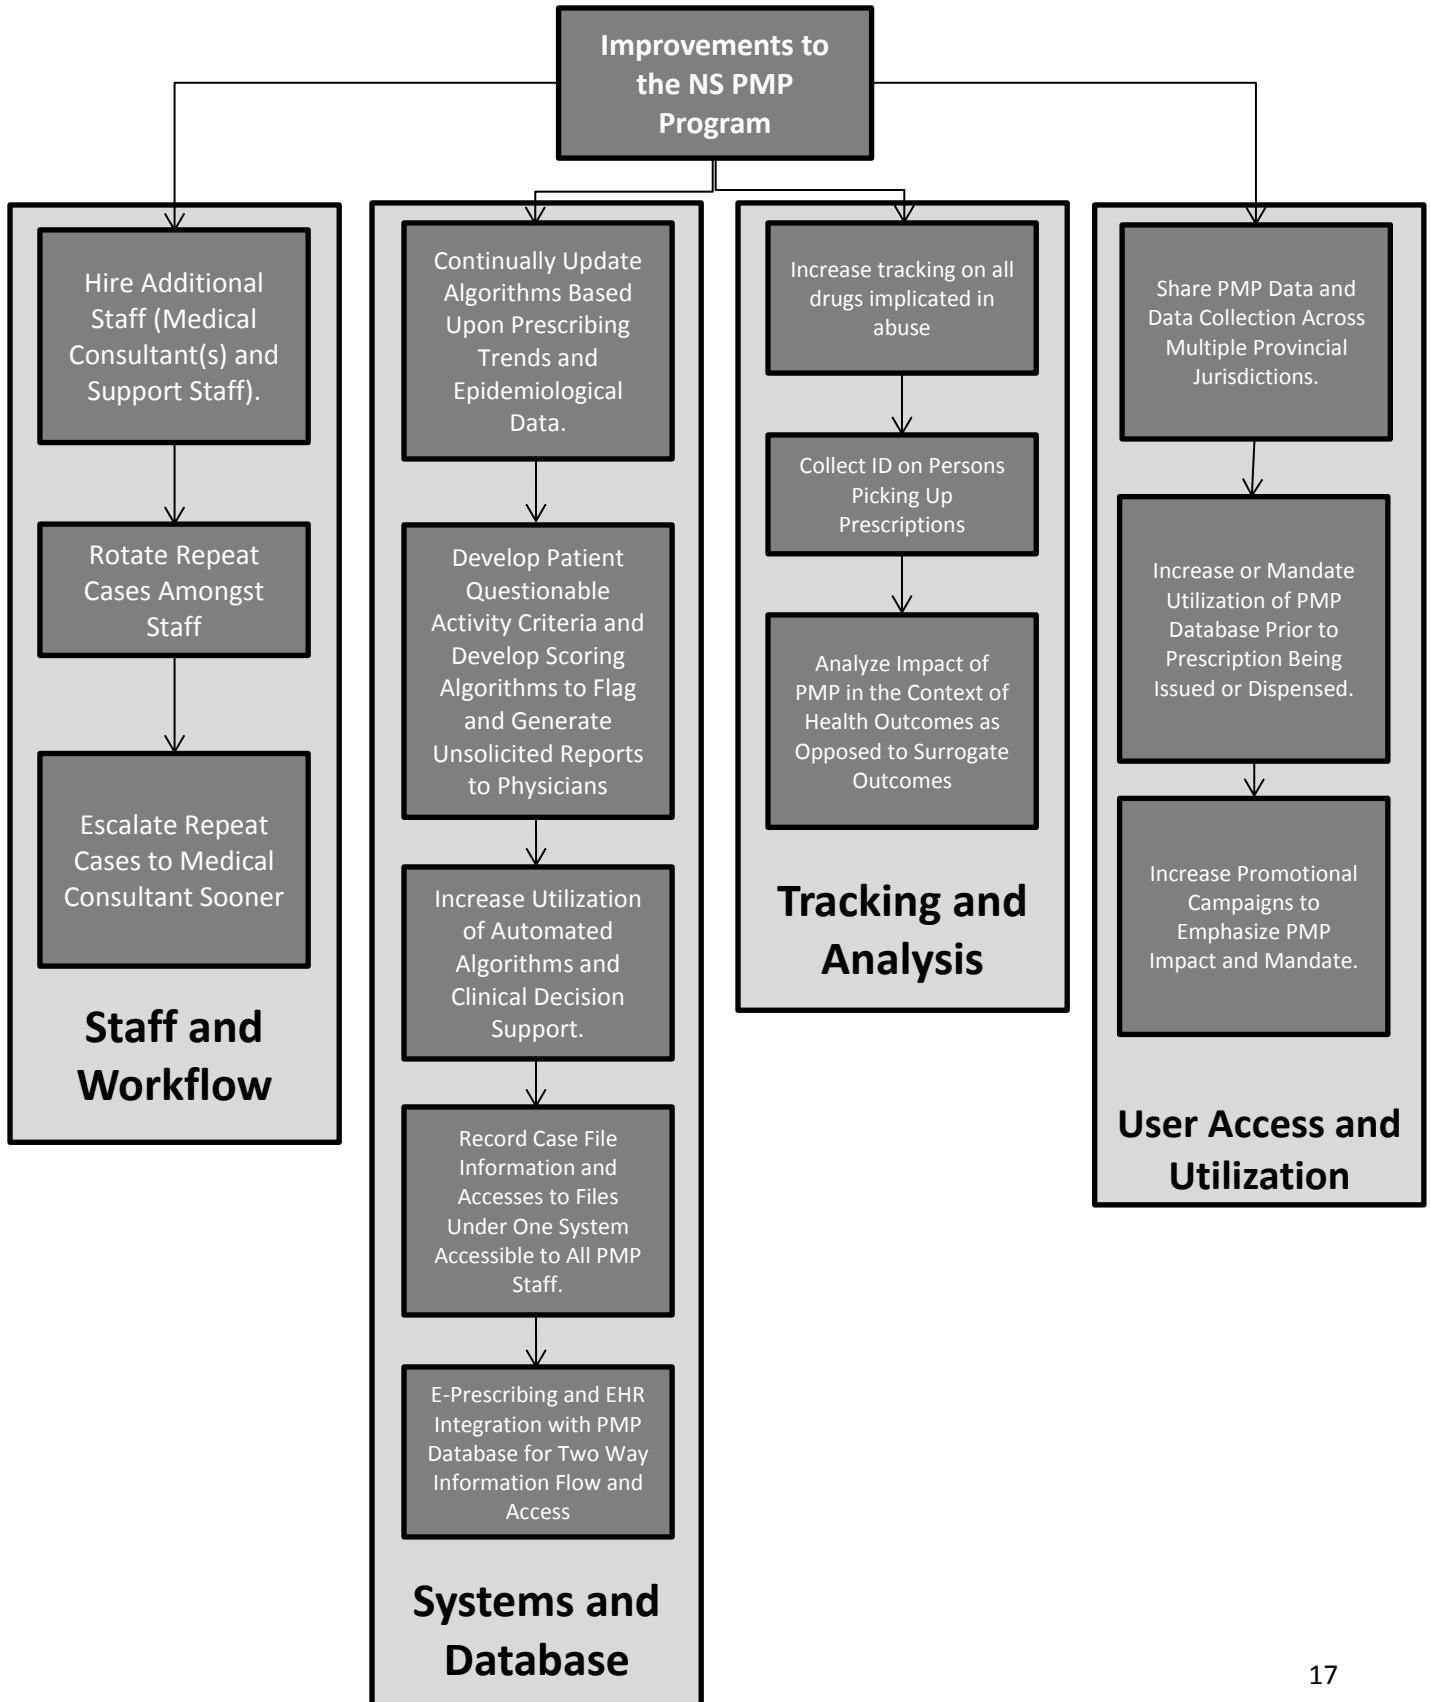 Improvements to
the NS PMP
Program
Hire Additional
Staff (Medical
Consultant(s) and
Support Staff).
Rotate Repeat
Cases Amongst
Staff
Escalate Repeat
Cases to Medical
Consultant Sooner
Staff and
Workflow
Continually Update
Algorithms Based
Upon Prescribing
Trends and
Epidemiological
Data.
Develop Patient
Questionable
Activity Criteria and
Develop Scoring
Algorithms to Flag
and Generate
Unsolicited Reports
to Physicians
Increase Utilization
of Automated
Algorithms and
Clinical Decision
Support.
Record Case File
Information and
Accesses to Files
Under One System
Accessible to All PMP
Staff.
E-Prescribing and EHR
Integration with PMP
Database for Two Way
Information Flow and
Access
Systems and
Database
Increase tracking on all
drugs implicated in
abuse
Collect ID on Persons
Picking Up
Prescriptions
Analyze Impact of
PMP in the Context of
Health Outcomes as
Opposed to Surrogate
Outcomes
Tracking and
Analysis
Share PMP Data and
Data Collection Across
Multiple Provincial
Jurisdictions.
Increase or Mandate
Utilization of PMP
Database Prior to
Prescription Being
Issued or Dispensed.
Increase Promotional
Campaigns to
Emphasize PMP
Impact and Mandate.
User Access and
Utilization
17